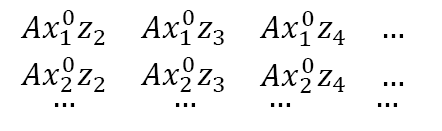 Ax₁⁰z₂ Ax₁⁰z₃ Ax₁⁰z₄ ...
Ax₂⁰z₂ Ax₂⁰z₃ Ax₂⁰z₄ ...
... ... ... ...